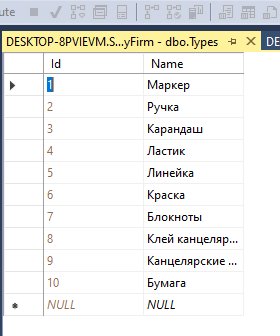 ute
DESKTOP-8PVIEVM.S...yFirm - dbo.Types
DE
Id Name
1 Маркер
2 Ручка
3 Карандаш
4 Ластик
5 Линейка
6 Краска
7 Блокноты
8 Клей канцеляр...
9 Канцелярские ...
10 Бумага
NULL NULL